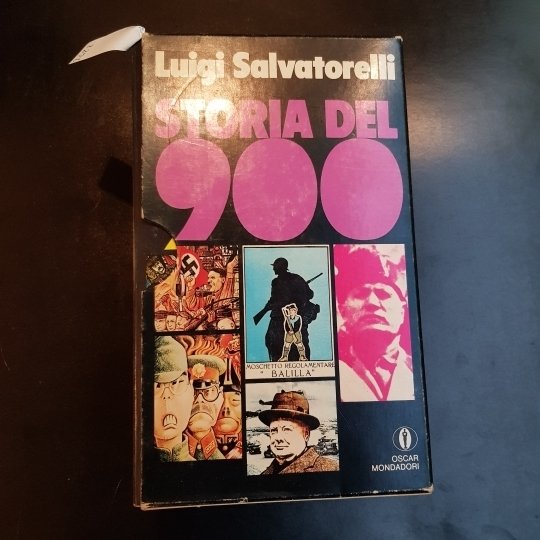 Luigi Salvatorelli
STORIA DEL
900
MOSCHETTO REGOLAMENTARE
"BALILLA"
OSCAR
MONDADORI